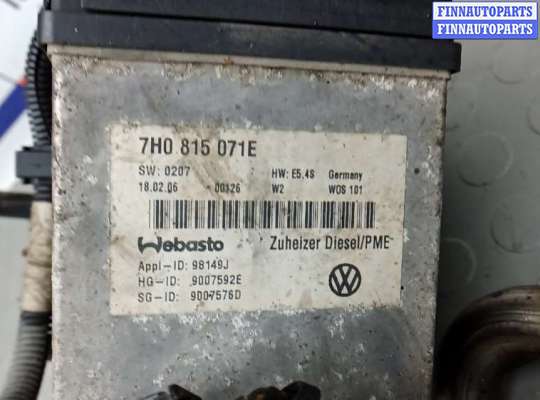 FINNAUTOPARTS
FINNAUTOPARTS
7H0 815 071E
SW: 0207 HW: E5,4S Germany
18.02.06 00126 W2 WOS 101
Webasto Zuheizer Diesel/PME
Appl-ID: 98149J
HG-ID: 9007592E
SG-ID: 9007576D